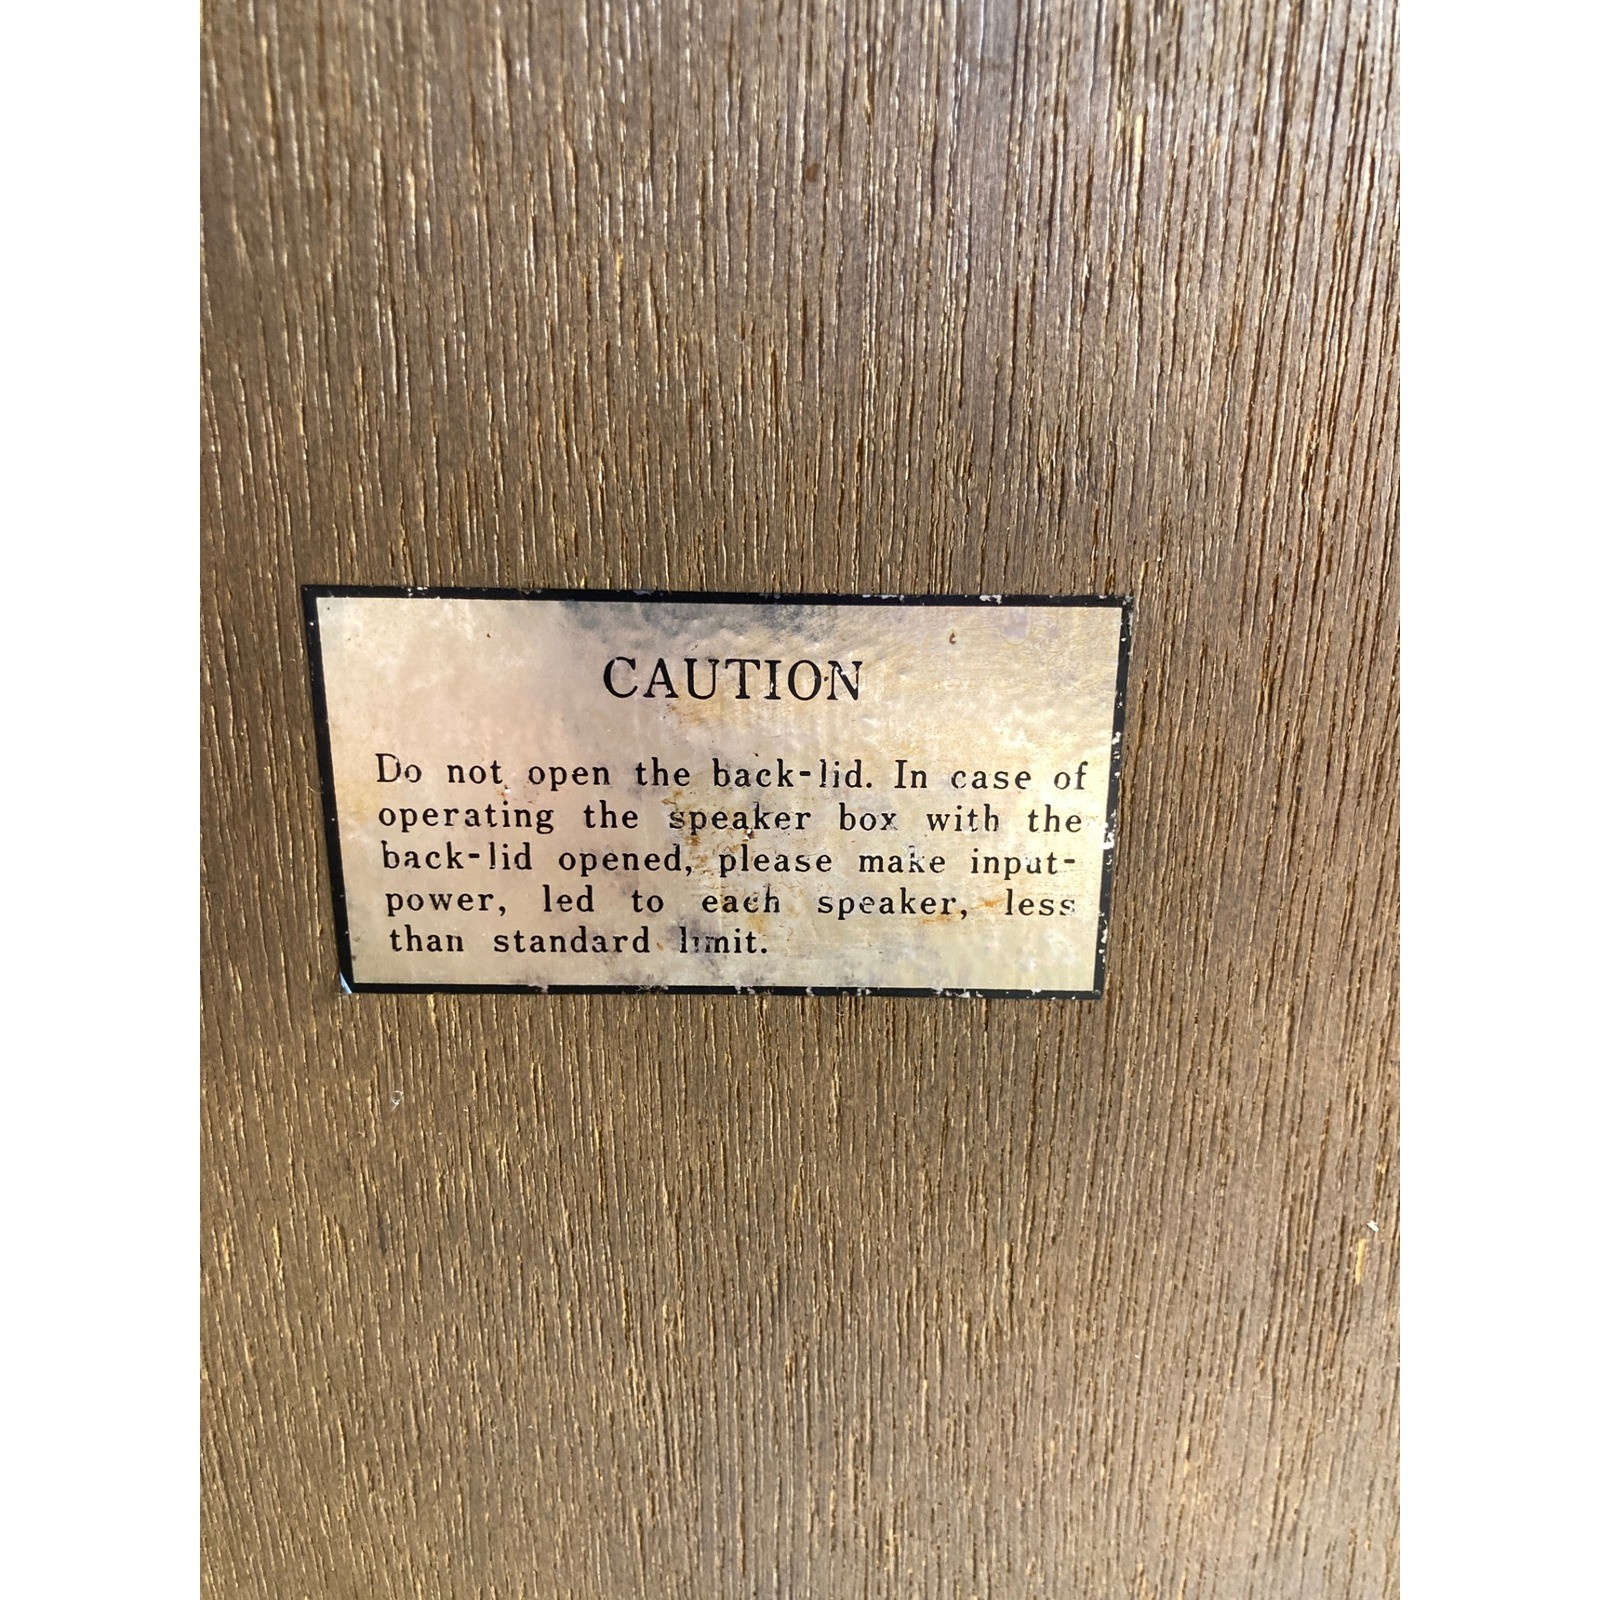 CAUTION
Do not open the back-lid. In case of
operating the speaker box with the
back-lid opened, please make input-
power, led to each speaker, less
than standard limit.